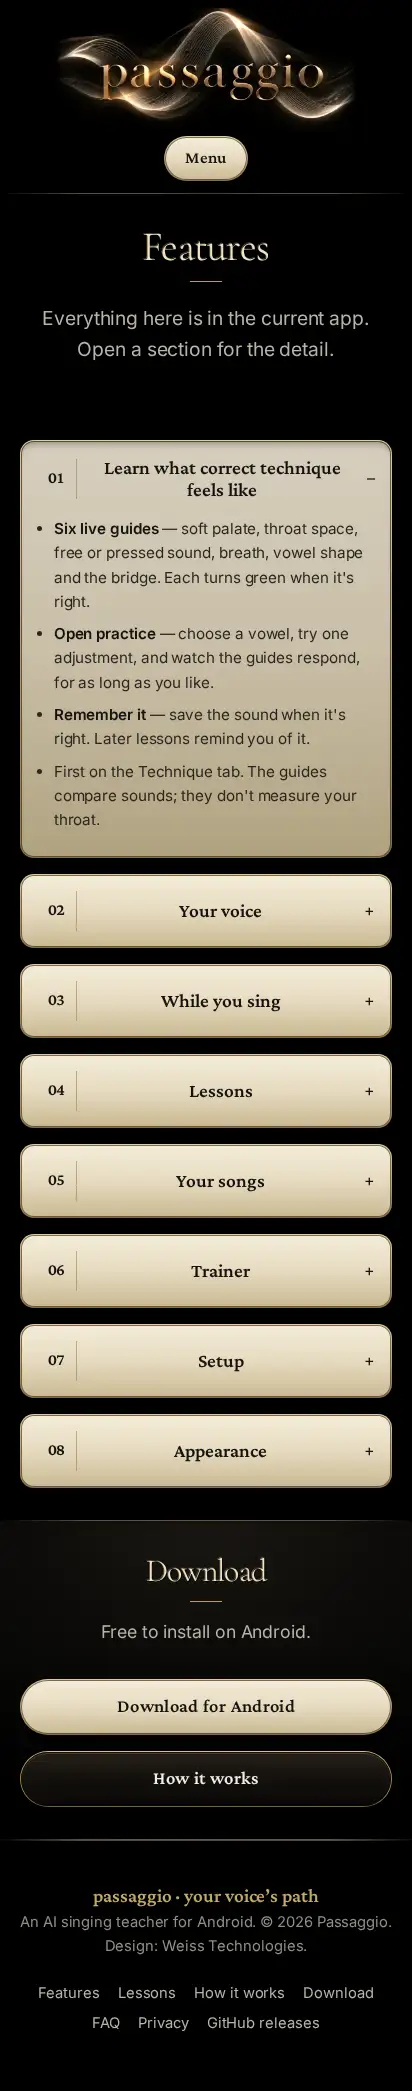 passaggio
Menu
Features
Everything here is in the current app.
Open a section for the detail.
01 Learn what correct technique −
feels like
• Six live guides — soft palate, throat space,
free or pressed sound, breath, vowel shape
and the bridge. Each turns green when it's
right.
• Open practice — choose a vowel, try one
adjustment, and watch the guides respond,
for as long as you like.
• Remember it — save the sound when it's
right. Later lessons remind you of it.
• First on the Technique tab. The guides
compare sounds; they don't measure your
throat.
02 Your voice +
03 While you sing +
04 Lessons +
05 Your songs +
06 Trainer +
07 Setup +
08 Appearance +
Download
Free to install on Android.
Download for Android
How it works
passaggio · your voice’s path
An AI singing teacher for Android. © 2026 Passaggio.
Design: Weiss Technologies.
Features Lessons How it works Download
FAQ Privacy GitHub releases